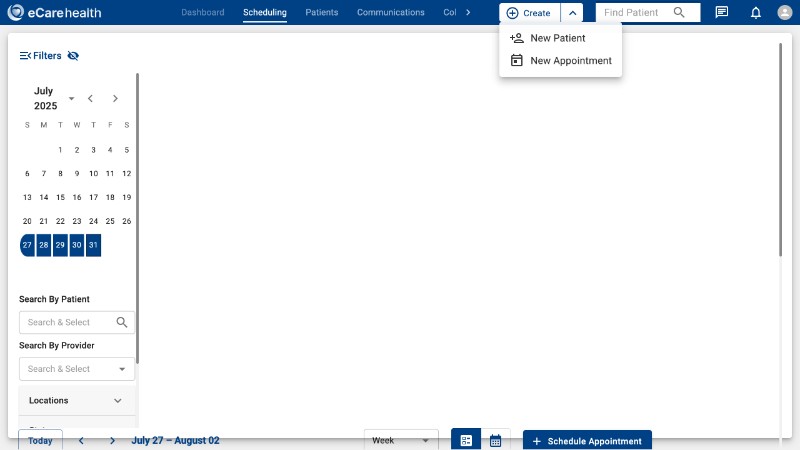 eCarehealth
Dashboard
Scheduling
Patients
Communications
Col
Create
Find Patient
New Patient
New Appointment
Filters
July
2025
S M T W T F S
1 2 3 4 5
6 7 8 9 10 11 12
13 14 15 16 17 18 19
20 21 22 23 24 25 26
27 28 29 30 31
Search By Patient
Search & Select
Search By Provider
Search & Select
Locations
Today
July 27 – August 02
Week
Schedule Appointment